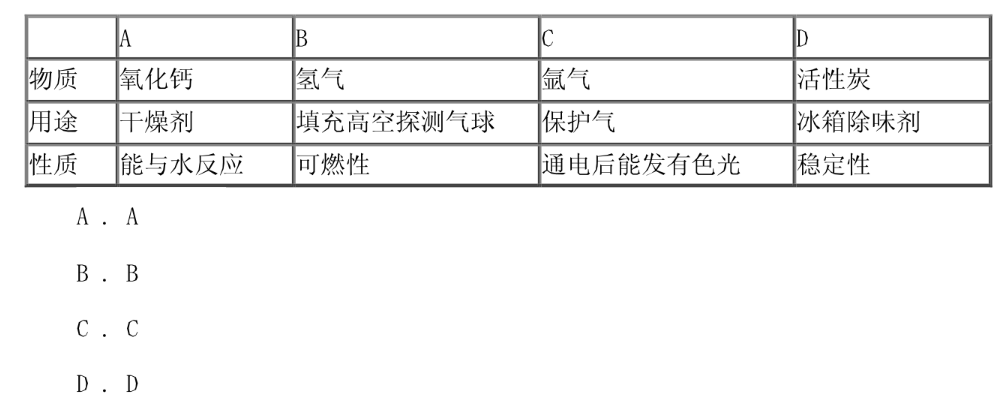 A B C D
物质 氧化钙 氢气 氩气 活性炭
用途 干燥剂 填充高空探测气球 保护气 冰箱除味剂
性质 能与水反应 可燃性 通电后能发有色光 稳定性
A . A
B . B
C . C
D . D